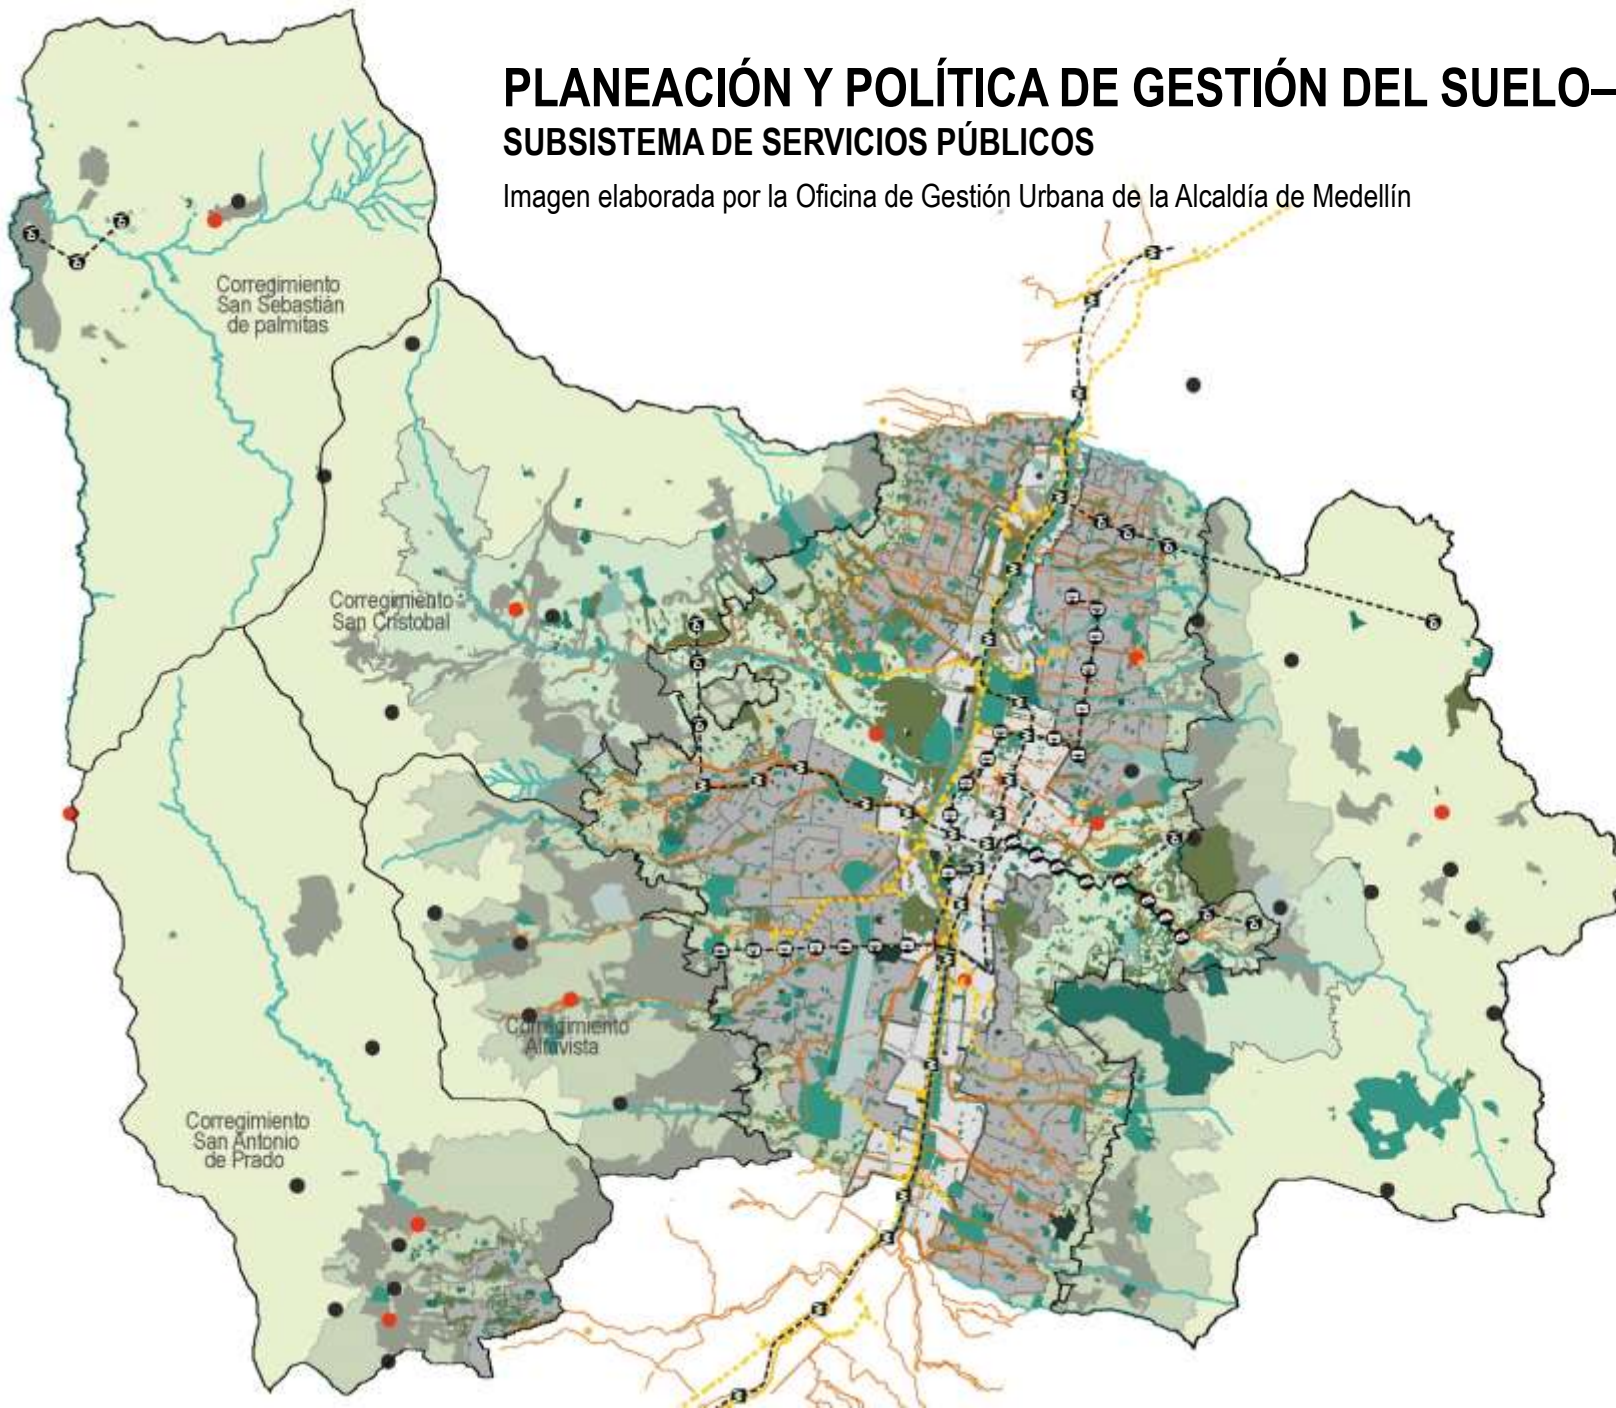 PLANEACIÓN Y POLÍTICA DE GESTIÓN DEL SUELO–
SUBSISTEMA DE SERVICIOS PÚBLICOS
Imagen elaborada por la Oficina de Gestión Urbana de la Alcaldía de Medellín
Corregimiento
San Sebastián
de palmitas
Corregimiento
San Cristobal
Corregimiento
Altavista
Corregimiento
San Antonio
de Prado